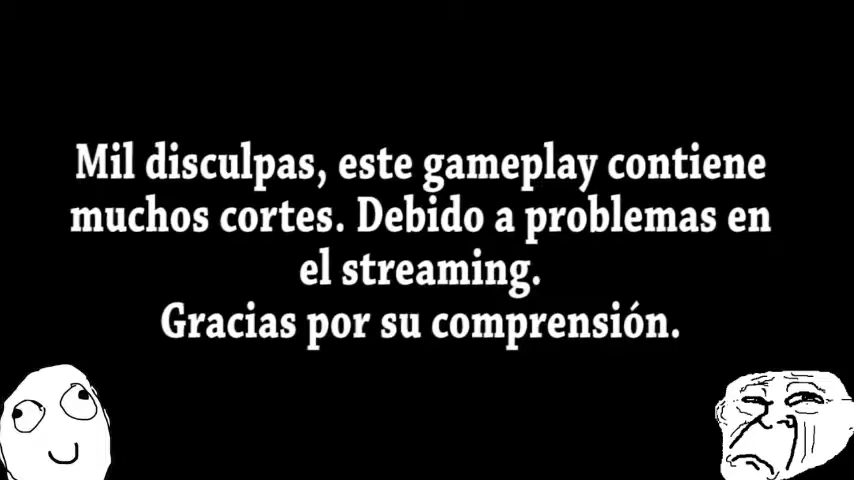 Mil disculpas, este gameplay contiene
muchos cortes. Debido a problemas en
el streaming.
Gracias por su comprensión.